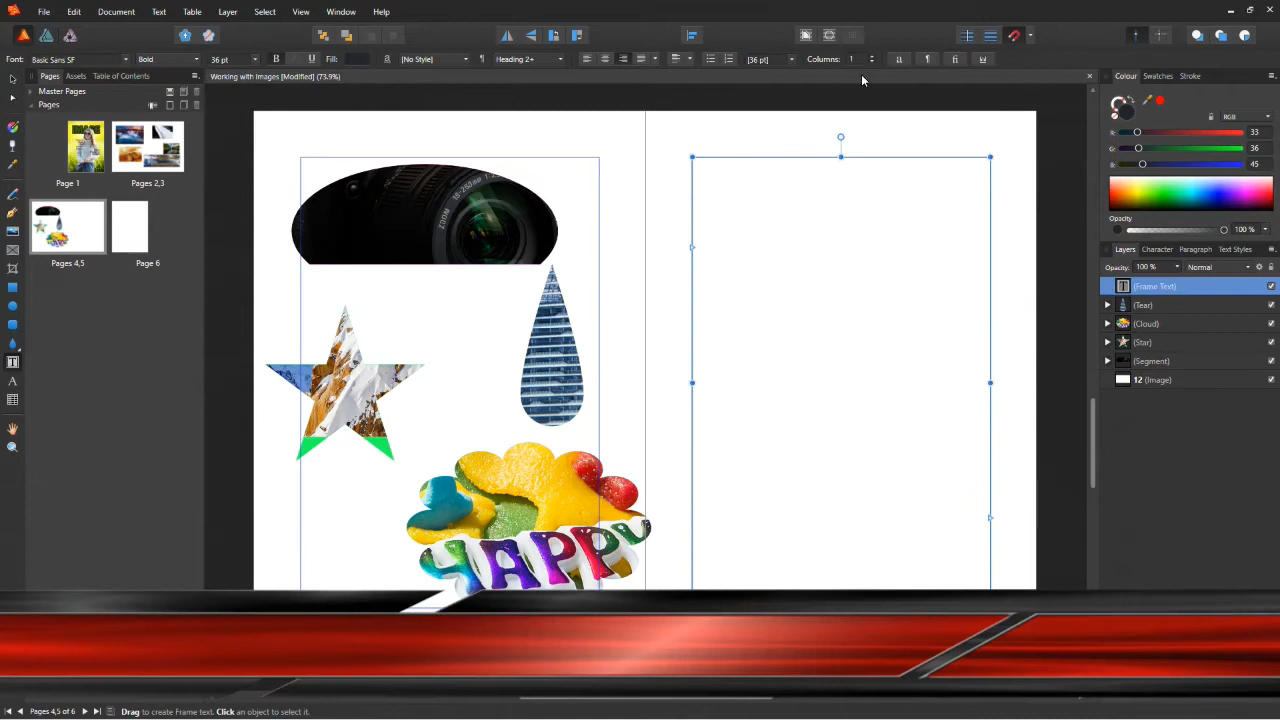 File Edit Document Text Table Layer Select View Window Help
Font: Basic Sans SF Bold 36 pt B I U Fill: [No Style] Heading 2+ [36 pt] Columns: 1
Pages Assets Table of Contents
Working with Images [Modified] (73.9%)
Colour Swatches Stroke
Master Pages
Pages
RGB
R: 33
G: 36
B: 45
Page 1 Pages 2,3
Pages 4,5 Page 6
Opacity
100 %
Layers Character Paragraph Text Styles
Opacity: 100 % Normal
(Frame Text)
(Tear)
(Cloud)
(Star)
(Segment)
12 (Image)
ZOOM
HAPPY
Pages 4,5 of 6 Drag to create Frame text. Click an object to select it.